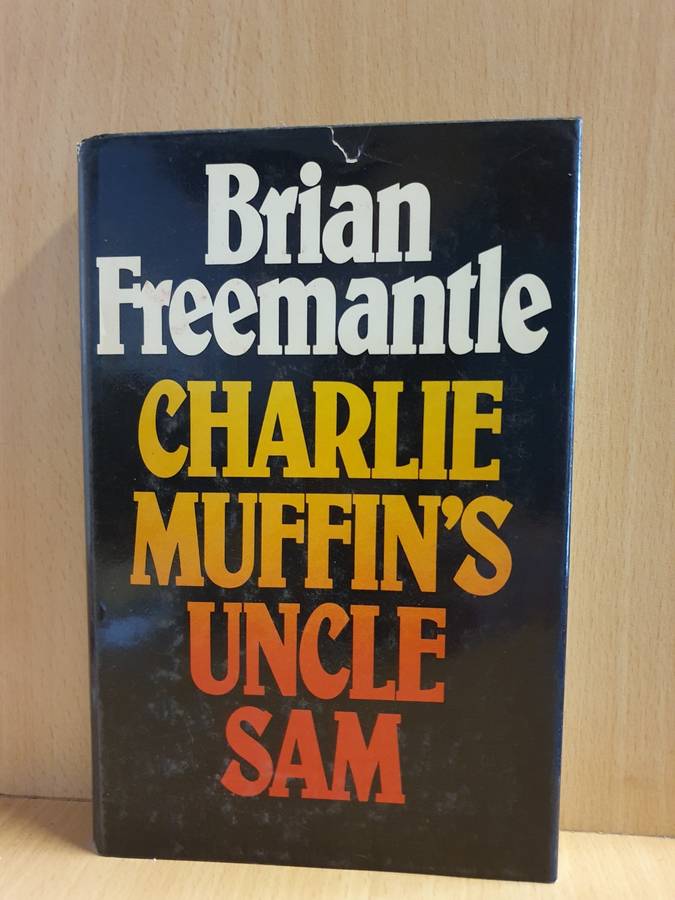 Brian
Freemantle
CHARLIE
MUFFIN'S
UNCLE
SAM